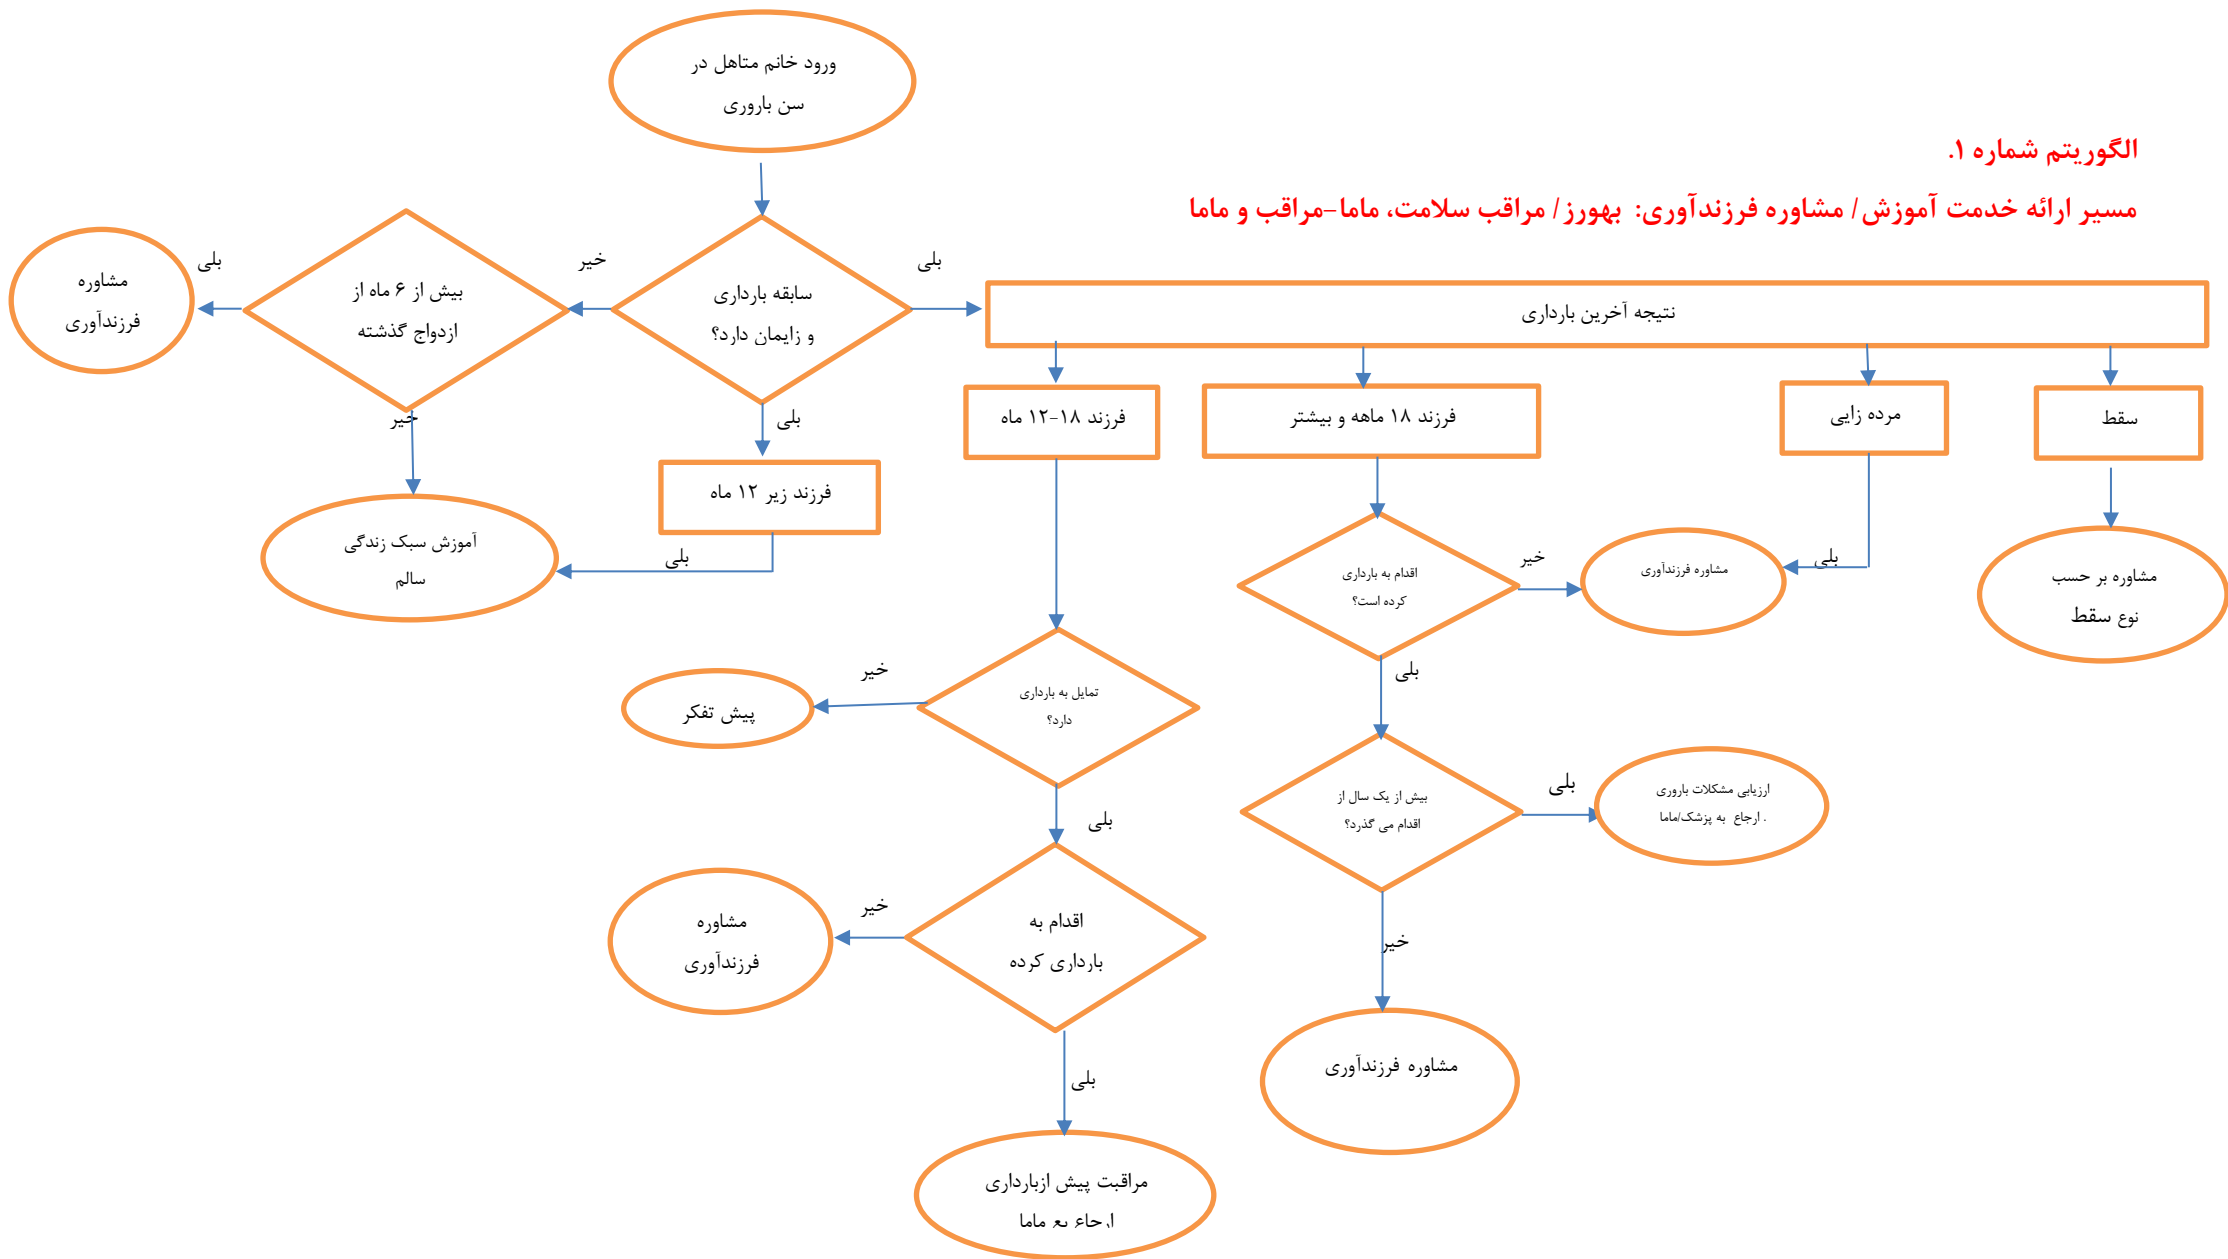 الگوریتم شماره ۱.
مسیر ارائه خدمت آموزش/ مشاوره فرزندآوری: بهورز/ مراقب سلامت، ماما-مراقب و ماما
ورود خانم متاهل در
سن باروری
سابقه بارداری
و زایمان دارد؟
بلی
خیر
بلی
بیش از ۶ ماه از
ازدواج گذشته
بلی
خیر
مشاوره
فرزندآوری
آموزش سبک زندگی
سالم
فرزند زیر ۱۲ ماه
بلی
نتیجه آخرین بارداری
سقط
مرده زایی
فرزند ۱۸ ماهه و بیشتر
فرزند ۱۸-۱۲ ماه
مشاوره بر حسب
نوع سقط
بلی
مشاوره فرزندآوری
خیر
اقدام به بارداری
کرده است؟
بلی
بیش از یک سال از
اقدام می گذرد؟
بلی
ارزیابی مشکلات باروری
. ارجاع به پزشک/ماما
خیر
مشاوره فرزندآوری
تمایل به بارداری
دارد؟
خیر
پیش تفکر
بلی
اقدام به
بارداری کرده
خیر
مشاوره
فرزندآوری
بلی
مراقبت پیش ازبارداری
ارجاع به ماما